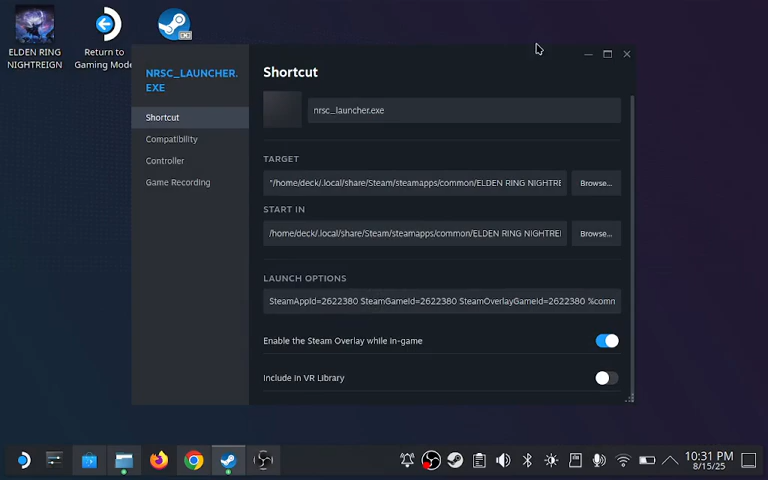 ELDEN RING
NIGHTREIGN
Return to
Gaming Mode
NRSC_LAUNCHER.
EXE
Shortcut
Compatibility
Controller
Game Recording
Shortcut
nrsc_launcher.exe
TARGET
"/home/deck/.local/share/Steam/steamapps/common/ELDEN RING NIGHTRE
Browse...
START IN
/home/deck/.local/share/Steam/steamapps/common/ELDEN RING NIGHTREI
Browse...
LAUNCH OPTIONS
SteamAppId=2622380 SteamGameId=2622380 SteamOverlayGameId=2622380 %comn
Enable the Steam Overlay while in-game
Include in VR Library
10:31 PM
8/15/25